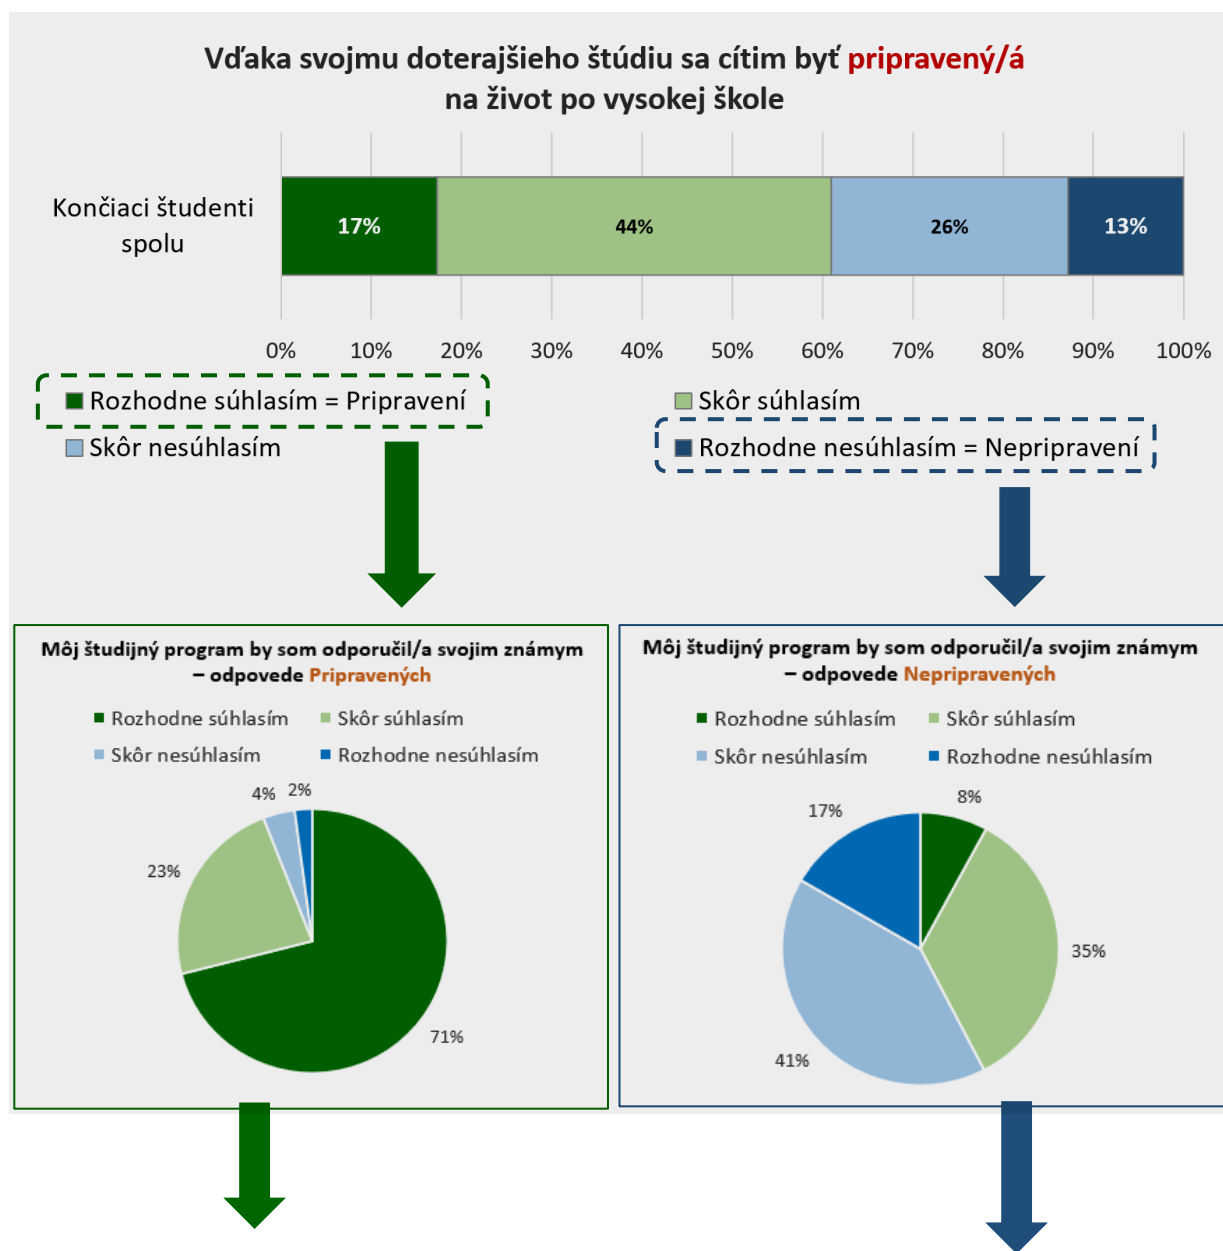 Vďaka svojmu doterajšieho štúdiu sa cítim byť pripravený/á
na život po vysokej škole
Končiaci študenti
spolu
17%
44%
26%
13%
0%
10%
20%
30%
40%
50%
60%
70%
80%
90%
100%
Rozhodne súhlasím = Pripravení
Skôr súhlasím
Skôr nesúhlasím
Rozhodne nesúhlasím = Nepripravení
Môj študijný program by som odporučil/a svojim známym
– odpovede Pripravených
Rozhodne súhlasím
Skôr súhlasím
Skôr nesúhlasím
Rozhodne nesúhlasím
4%
2%
23%
71%
Môj študijný program by som odporučil/a svojim známym
– odpovede Nepripravených
Rozhodne súhlasím
Skôr súhlasím
Skôr nesúhlasím
Rozhodne nesúhlasím
17%
8%
35%
41%